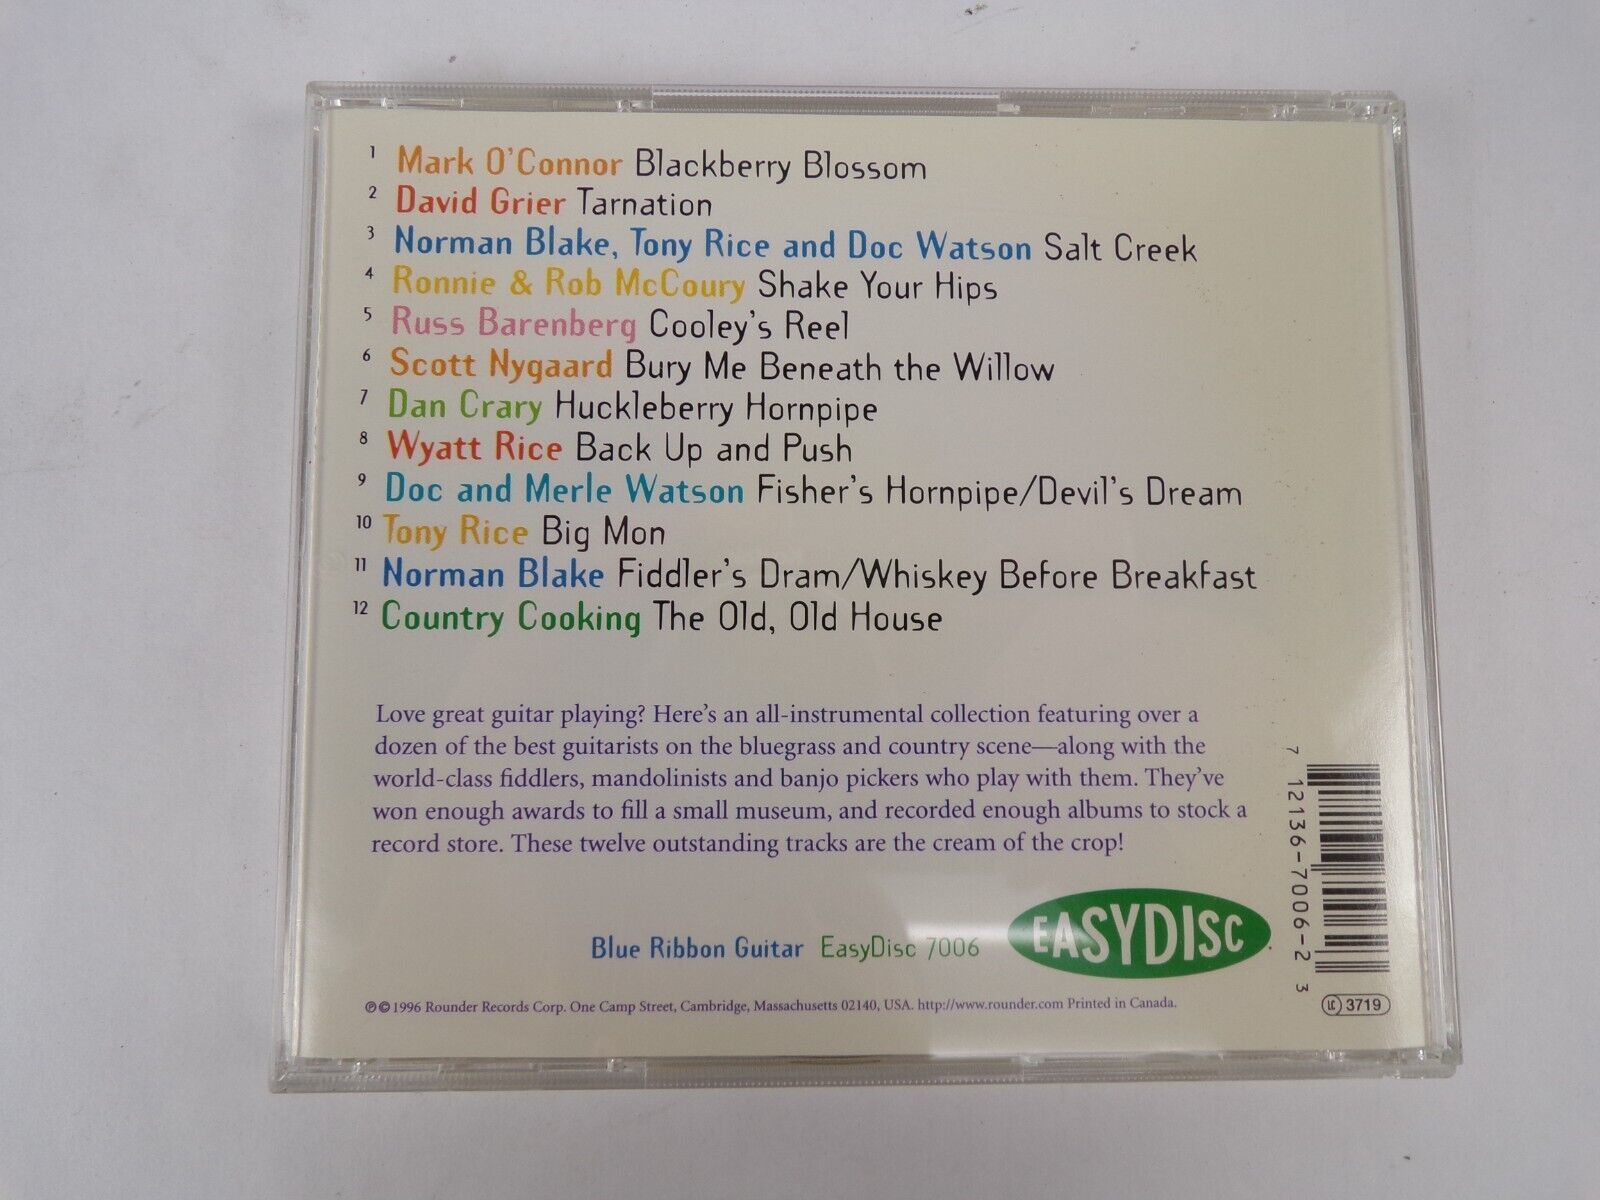 1 Mark O'Connor Blackberry Blossom
2 David Grier Tarnation
3 Norman Blake, Tony Rice and Doc Watson Salt Creek
4 Ronnie & Rob McCoury Shake Your Hips
5 Russ Barenberg Cooley's Reel
6 Scott Nygaard Bury Me Beneath the Willow
7 Dan Crary Huckleberry Hornpipe
8 Wyatt Rice Back Up and Push
9 Doc and Merle Watson Fisher's Hornpipe/Devil's Dream
10 Tony Rice Big Mon
11 Norman Blake Fiddler's Dram/Whiskey Before Breakfast
12 Country Cooking The Old, Old House
Love great guitar playing? Here's an all-instrumental collection featuring over a
dozen of the best guitarists on the bluegrass and country scene—along with the
world-class fiddlers, mandolinists and banjo pickers who play with them. They've
won enough awards to fill a small museum, and recorded enough albums to stock a
record store. These twelve outstanding tracks are the cream of the crop!
Blue Ribbon Guitar EasyDisc 7006
EASYDISC
7 12136-7006-2 3
℗©1996 Rounder Records Corp. One Camp Street, Cambridge, Massachusetts 02140, USA. http://www.rounder.com Printed in Canada.
LC 3719